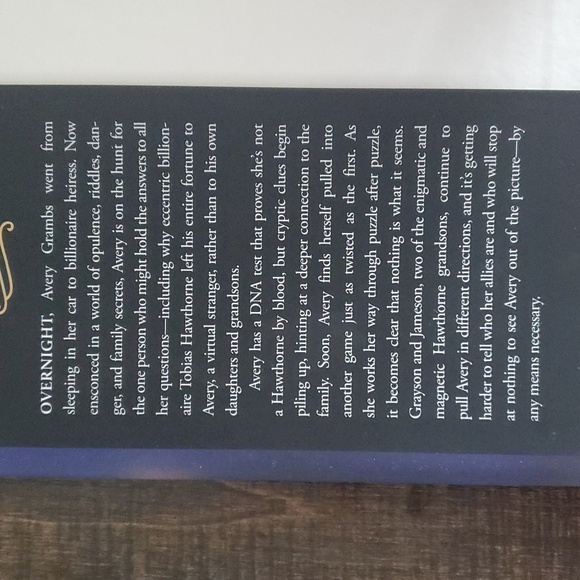 OVERNIGHT, Avery Grambs went from
sleeping in her car to billionaire heiress. Now
ensconced in a world of opulence, riddles, dan-
ger, and family secrets, Avery is on the hunt for
the one person who might hold the answers to all
her questions—including why eccentric billion-
aire Tobias Hawthorne left his entire fortune to
Avery, a virtual stranger, rather than to his own
daughters and grandsons.
Avery has a DNA test that proves she's not
a Hawthorne by blood, but cryptic clues begin
piling up, hinting at a deeper connection to the
family. Soon, Avery finds herself pulled into
another game just as twisted as the first. As
she works her way through puzzle after puzzle,
it becomes clear that nothing is what it seems.
Grayson and Jameson, two of the enigmatic and
magnetic Hawthorne grandsons, continue to
pull Avery in different directions, and it's getting
harder to tell who her allies are and who will stop
at nothing to see Avery out of the picture—by
any means necessary.